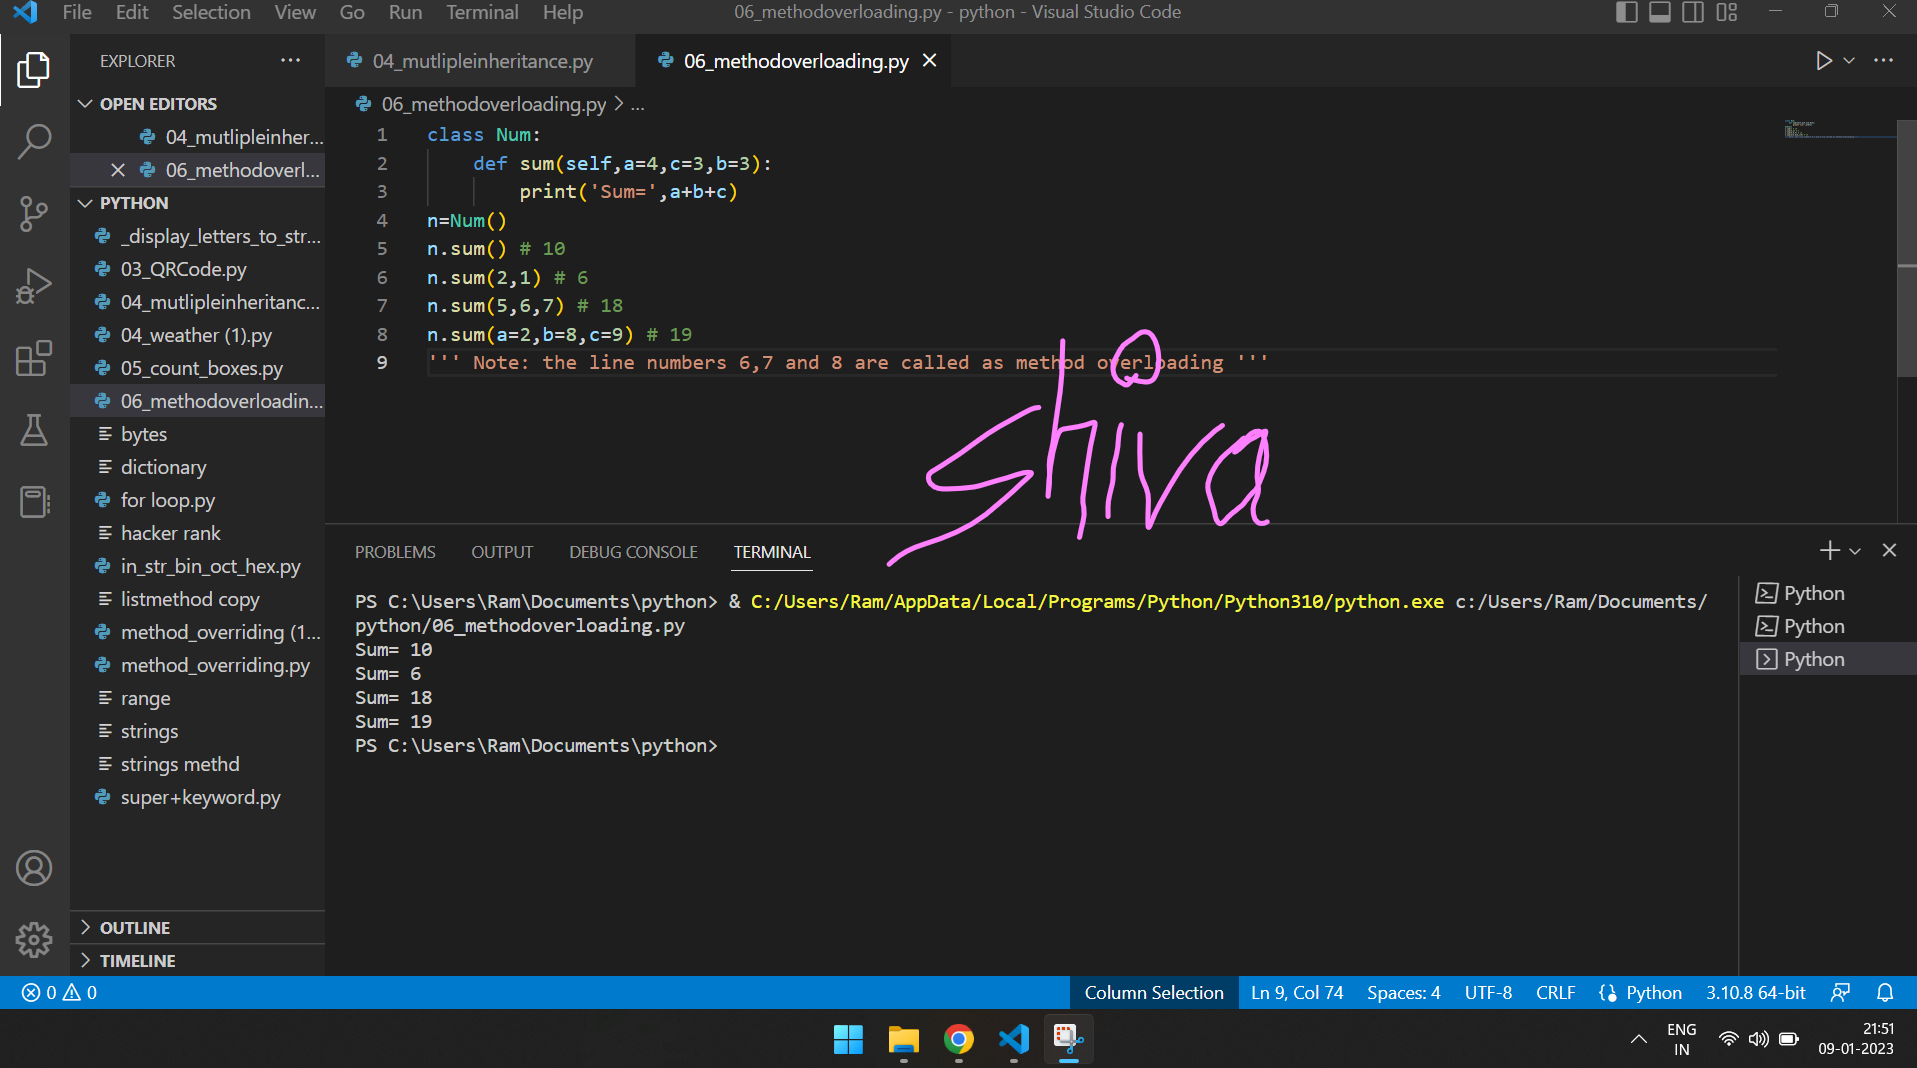 File Edit Selection View Go Run Terminal Help 06_methodoverloading.py - python - Visual Studio Code
EXPLORER ...
04_mutlipleinheritance.py 06_methodoverloading.py
OPEN EDITORS
04_mutlipleinher...
06_methodoverl...
PYTHON
_display_letters_to_str...
03_QRCode.py
04_mutlipleinheritanc...
04_weather (1).py
05_count_boxes.py
06_methodoverloadin...
bytes
dictionary
for loop.py
hacker rank
in_str_bin_oct_hex.py
listmethod copy
method_overriding (1...
method_overriding.py
range
strings
strings methd
super+keyword.py
OUTLINE
TIMELINE
06_methodoverloading.py > ...
1 class Num:
2 def sum(self,a=4,c=3,b=3):
3 print('Sum=',a+b+c)
4 n=Num()
5 n.sum() # 10
6 n.sum(2,1) # 6
7 n.sum(5,6,7) # 18
8 n.sum(a=2,b=8,c=9) # 19
9 ''' Note: the line numbers 6,7 and 8 are called as method overloading '''
shiva
PROBLEMS OUTPUT DEBUG CONSOLE TERMINAL
PS C:\Users\Ram\Documents\python> & C:/Users/Ram/AppData/Local/Programs/Python/Python310/python.exe c:/Users/Ram/Documents/
python/06_methodoverloading.py
Sum= 10
Sum= 6
Sum= 18
Sum= 19
PS C:\Users\Ram\Documents\python>
Python
Python
Python
0 0 Column Selection Ln 9, Col 74 Spaces: 4 UTF-8 CRLF Python 3.10.8 64-bit
ENG
IN
21:51
09-01-2023